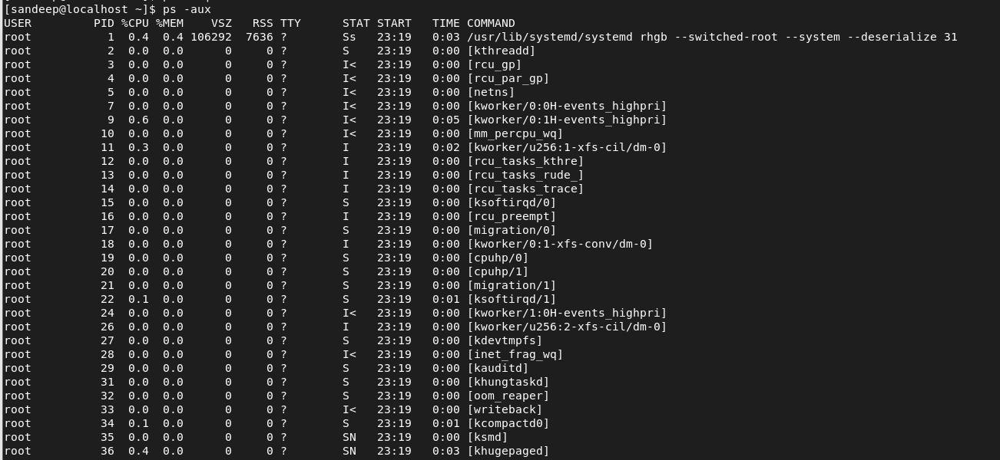 [sandeep@localhost ~]$ ps -aux
USER         PID %CPU %MEM    VSZ   RSS TTY      STAT START   TIME COMMAND
root           1  0.4  0.4 106292  7636 ?        Ss   23:19   0:03 /usr/lib/systemd/systemd rhgb --switched-root --system --deserialize 31
root           2  0.0  0.0      0     0 ?        S    23:19   0:00 [kthreadd]
root           3  0.0  0.0      0     0 ?        I<   23:19   0:00 [rcu_gp]
root           4  0.0  0.0      0     0 ?        I<   23:19   0:00 [rcu_par_gp]
root           5  0.0  0.0      0     0 ?        I<   23:19   0:00 [netns]
root           7  0.0  0.0      0     0 ?        I<   23:19   0:00 [kworker/0:0H-events_highpri]
root           9  0.6  0.0      0     0 ?        I<   23:19   0:05 [kworker/0:1H-events_highpri]
root          10  0.0  0.0      0     0 ?        I<   23:19   0:00 [mm_percpu_wq]
root          11  0.3  0.0      0     0 ?        I    23:19   0:02 [kworker/u256:1-xfs-cil/dm-0]
root          12  0.0  0.0      0     0 ?        I    23:19   0:00 [rcu_tasks_kthre]
root          13  0.0  0.0      0     0 ?        I    23:19   0:00 [rcu_tasks_rude_]
root          14  0.0  0.0      0     0 ?        I    23:19   0:00 [rcu_tasks_trace]
root          15  0.0  0.0      0     0 ?        S    23:19   0:00 [ksoftirqd/0]
root          16  0.0  0.0      0     0 ?        I    23:19   0:00 [rcu_preempt]
root          17  0.0  0.0      0     0 ?        S    23:19   0:00 [migration/0]
root          18  0.0  0.0      0     0 ?        I    23:19   0:00 [kworker/0:1-xfs-conv/dm-0]
root          19  0.0  0.0      0     0 ?        S    23:19   0:00 [cpuhp/0]
root          20  0.0  0.0      0     0 ?        S    23:19   0:00 [cpuhp/1]
root          21  0.0  0.0      0     0 ?        S    23:19   0:00 [migration/1]
root          22  0.1  0.0      0     0 ?        S    23:19   0:01 [ksoftirqd/1]
root          24  0.0  0.0      0     0 ?        I<   23:19   0:00 [kworker/1:0H-events_highpri]
root          26  0.0  0.0      0     0 ?        I    23:19   0:00 [kworker/u256:2-xfs-cil/dm-0]
root          27  0.0  0.0      0     0 ?        S    23:19   0:00 [kdevtmpfs]
root          28  0.0  0.0      0     0 ?        I<   23:19   0:00 [inet_frag_wq]
root          29  0.0  0.0      0     0 ?        S    23:19   0:00 [kauditd]
root          31  0.0  0.0      0     0 ?        S    23:19   0:00 [khungtaskd]
root          32  0.0  0.0      0     0 ?        S    23:19   0:00 [oom_reaper]
root          33  0.0  0.0      0     0 ?        I<   23:19   0:00 [writeback]
root          34  0.1  0.0      0     0 ?        S    23:19   0:01 [kcompactd0]
root          35  0.0  0.0      0     0 ?        SN   23:19   0:00 [ksmd]
root          36  0.4  0.0      0     0 ?        SN   23:19   0:03 [khugepaged]